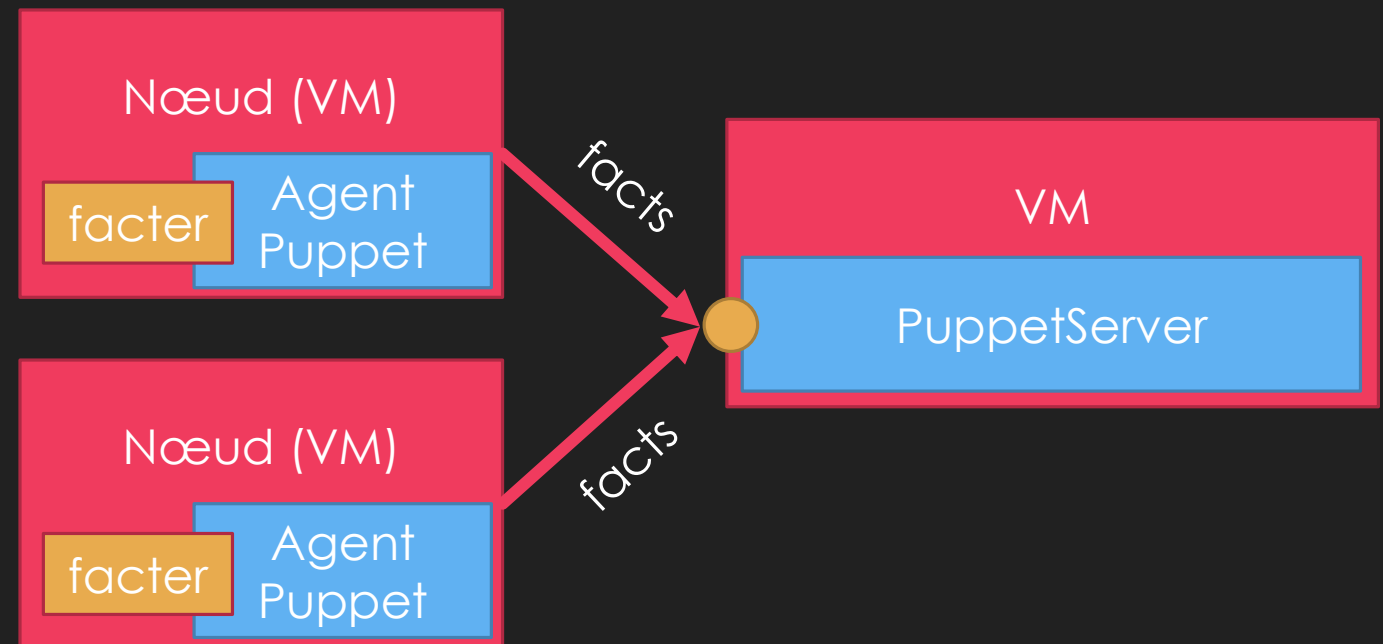 Nœud (VM)
facter
Agent
Puppet
facts
VM
PuppetServer
Nœud (VM)
facter
Agent
Puppet
facts